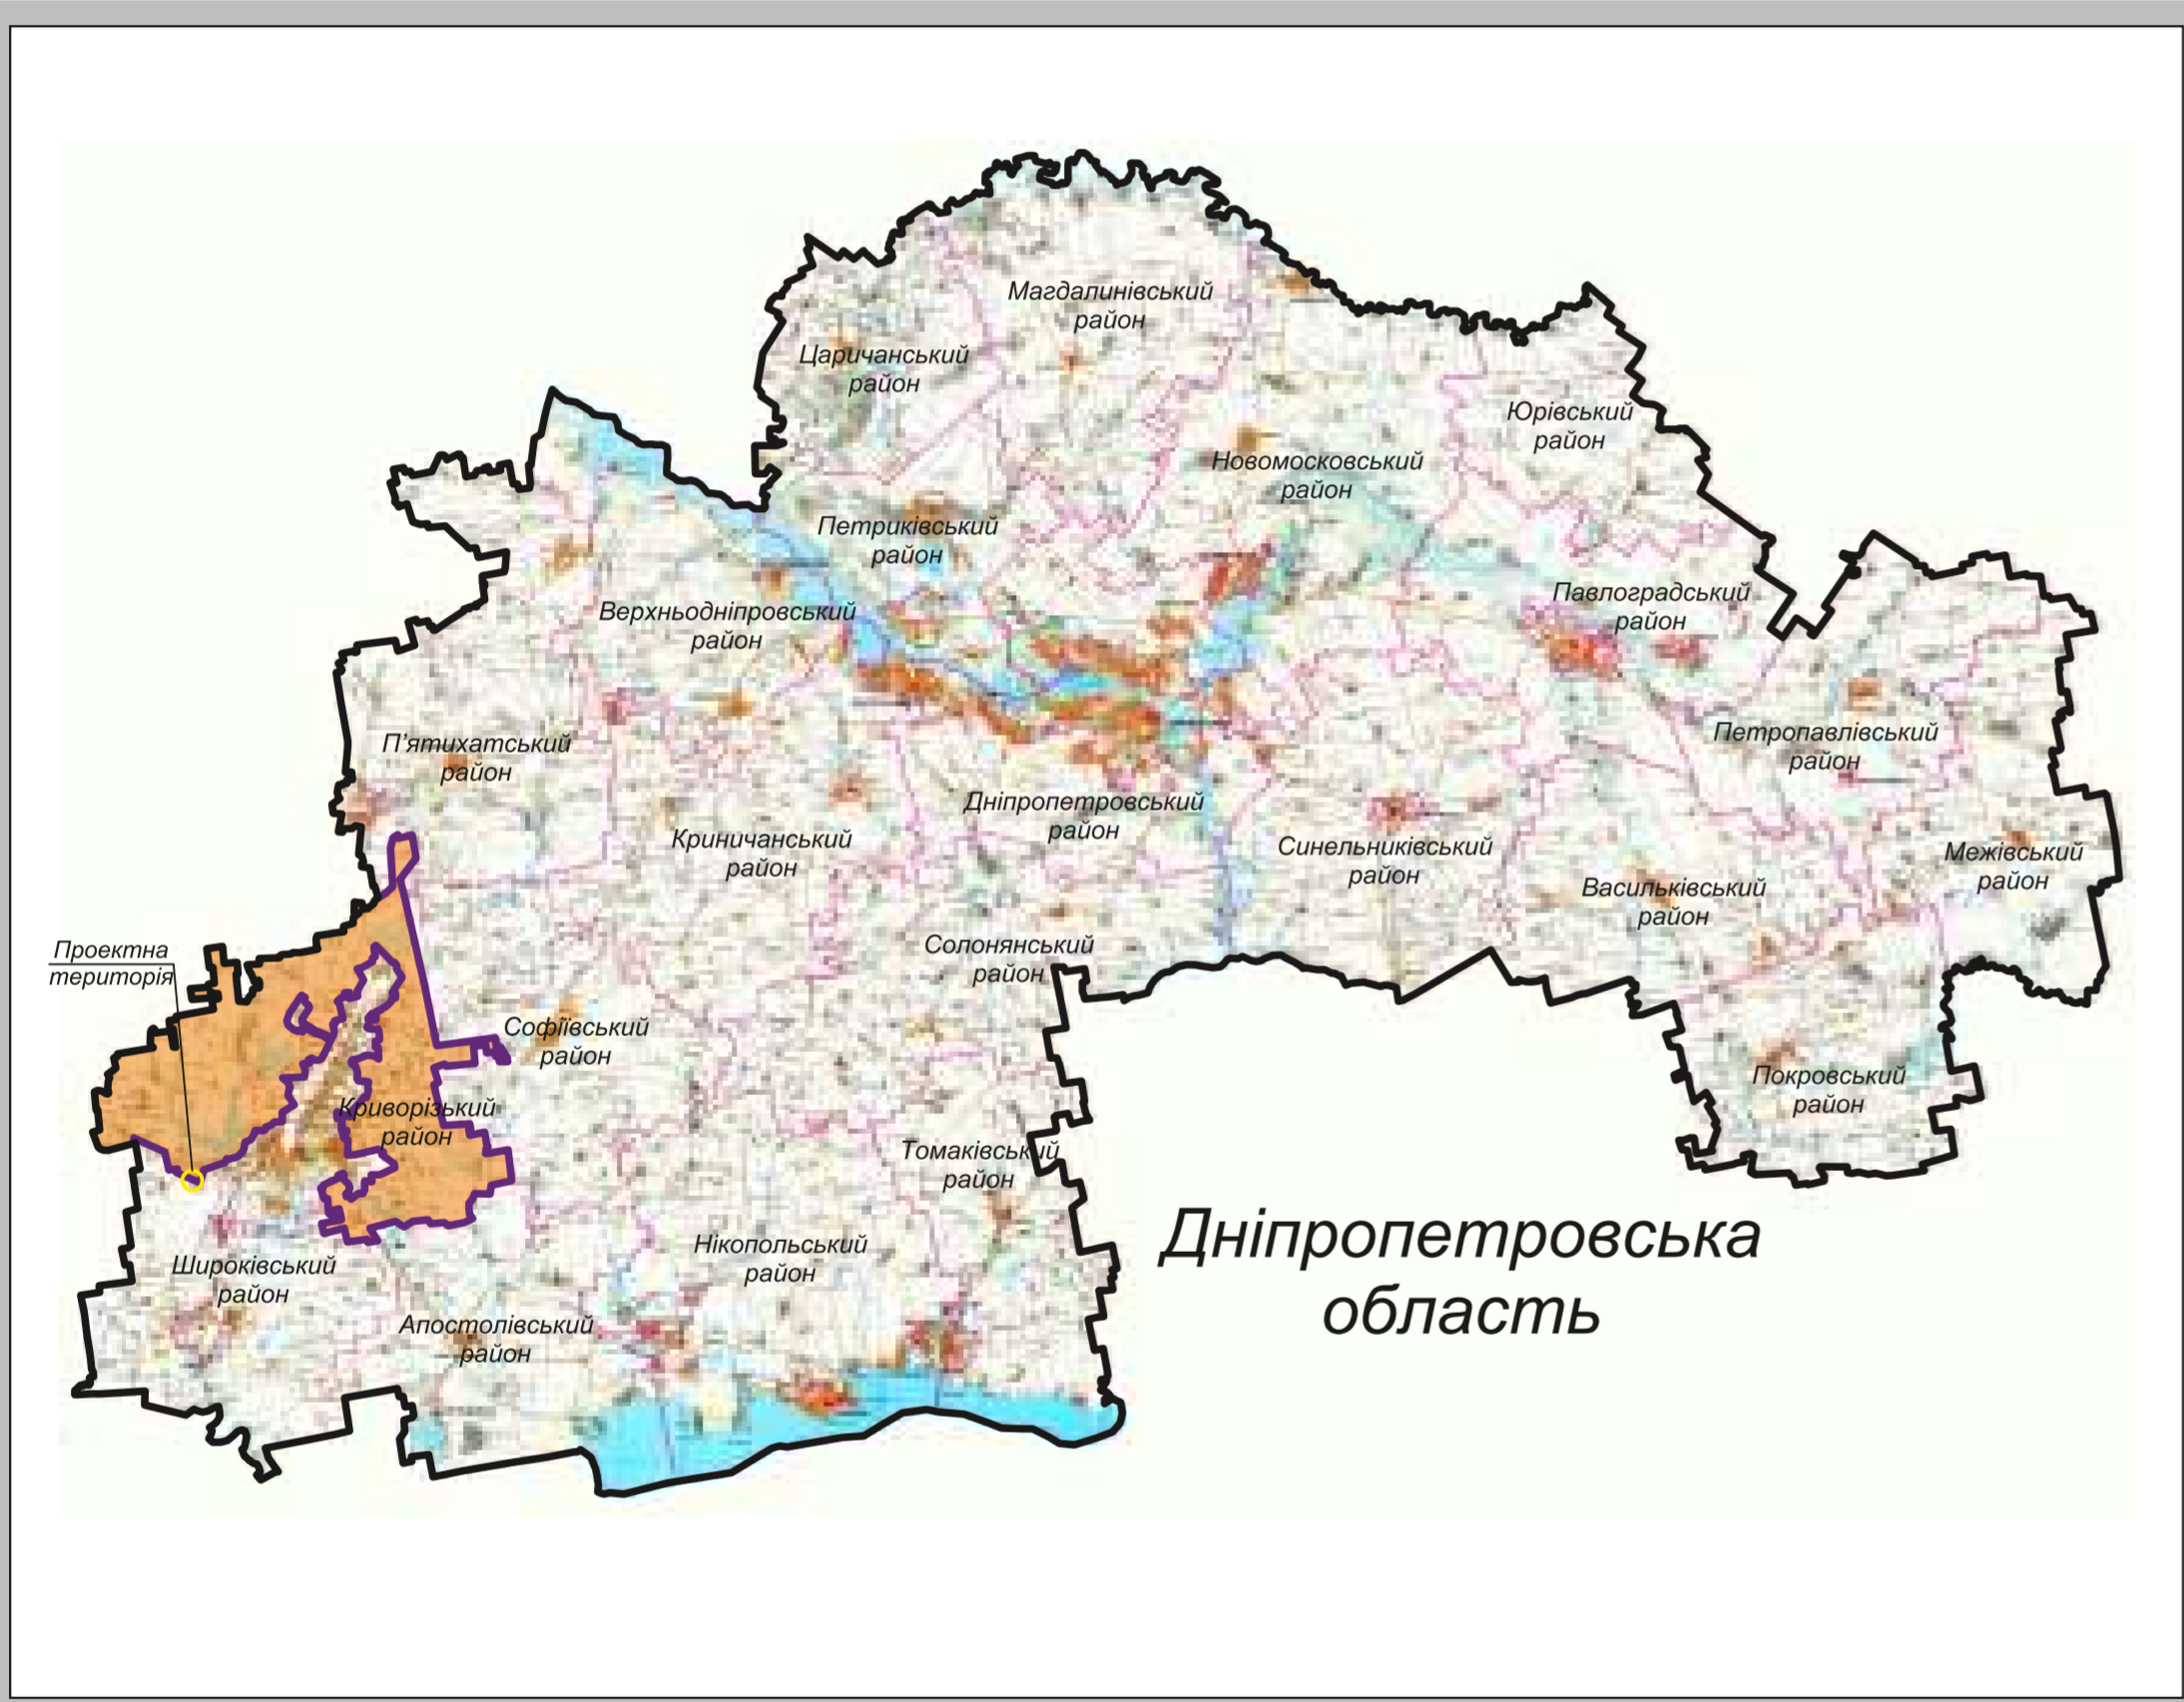 Магдалинівський
район
Царичанський
район
Юрівський
район
Новомосковський
район
Петриківський
район
Павлоградський
район
Верхньодніпровський
район
Петропавлівський
район
П'ятихатський
район
Дніпропетровський
район
Криничанський
район
Синельниківський
район
Межівський
район
Васильківський
район
Солонянський
район
Проектна
територія
Софіївський
район
Покровський
район
Криворізький
район
Томаківський
район
Дніпропетровська
область
Нікопольський
район
Широківський
район
Апостолівський
район